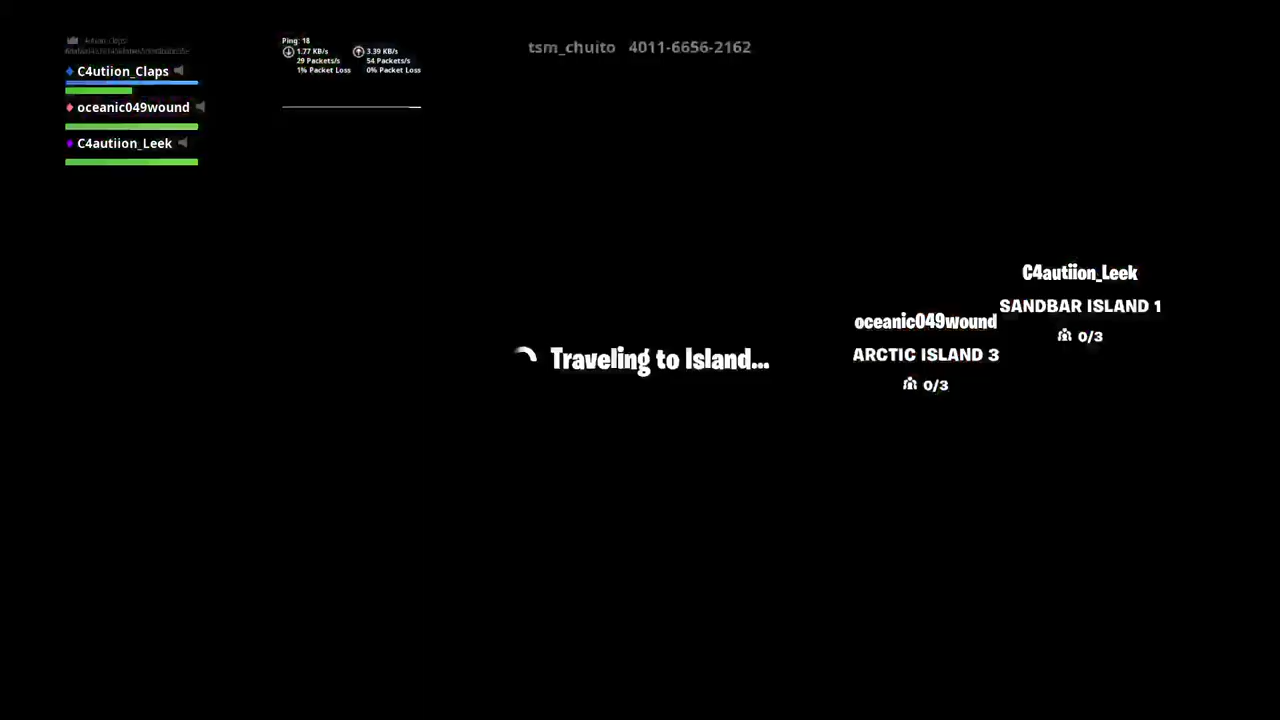 C4utiion_Claps
oceanic049wound
C4autiion_Leek
Ping: 18
1.77 KB/s
29 Packets/s
1% Packet Loss
3.39 KB/s
54 Packets/s
0% Packet Loss
tsm_chuito 4011-6656-2162
Traveling to Island...
oceanic049wound
ARCTIC ISLAND 3
0/3
C4autiion_Leek
SANDBAR ISLAND 1
0/3